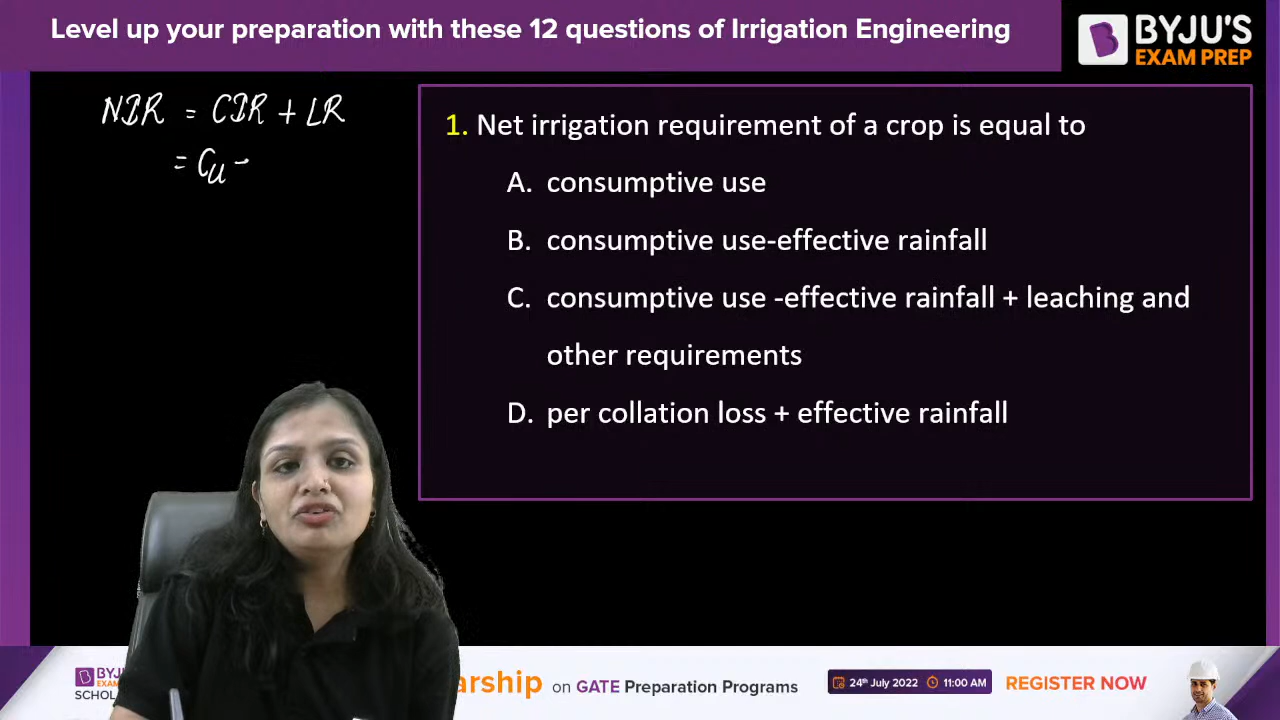 Level up your preparation with these 12 questions of Irrigation Engineering
BYJU'S
EXAM PREP
NIR = CIR + LR
= Cu -
1. Net irrigation requirement of a crop is equal to
A. consumptive use
B. consumptive use-effective rainfall
C. consumptive use -effective rainfall + leaching and
other requirements
D. per collation loss + effective rainfall
on GATE Preparation Programs
24th July 2022
11:00 AM
REGISTER NOW